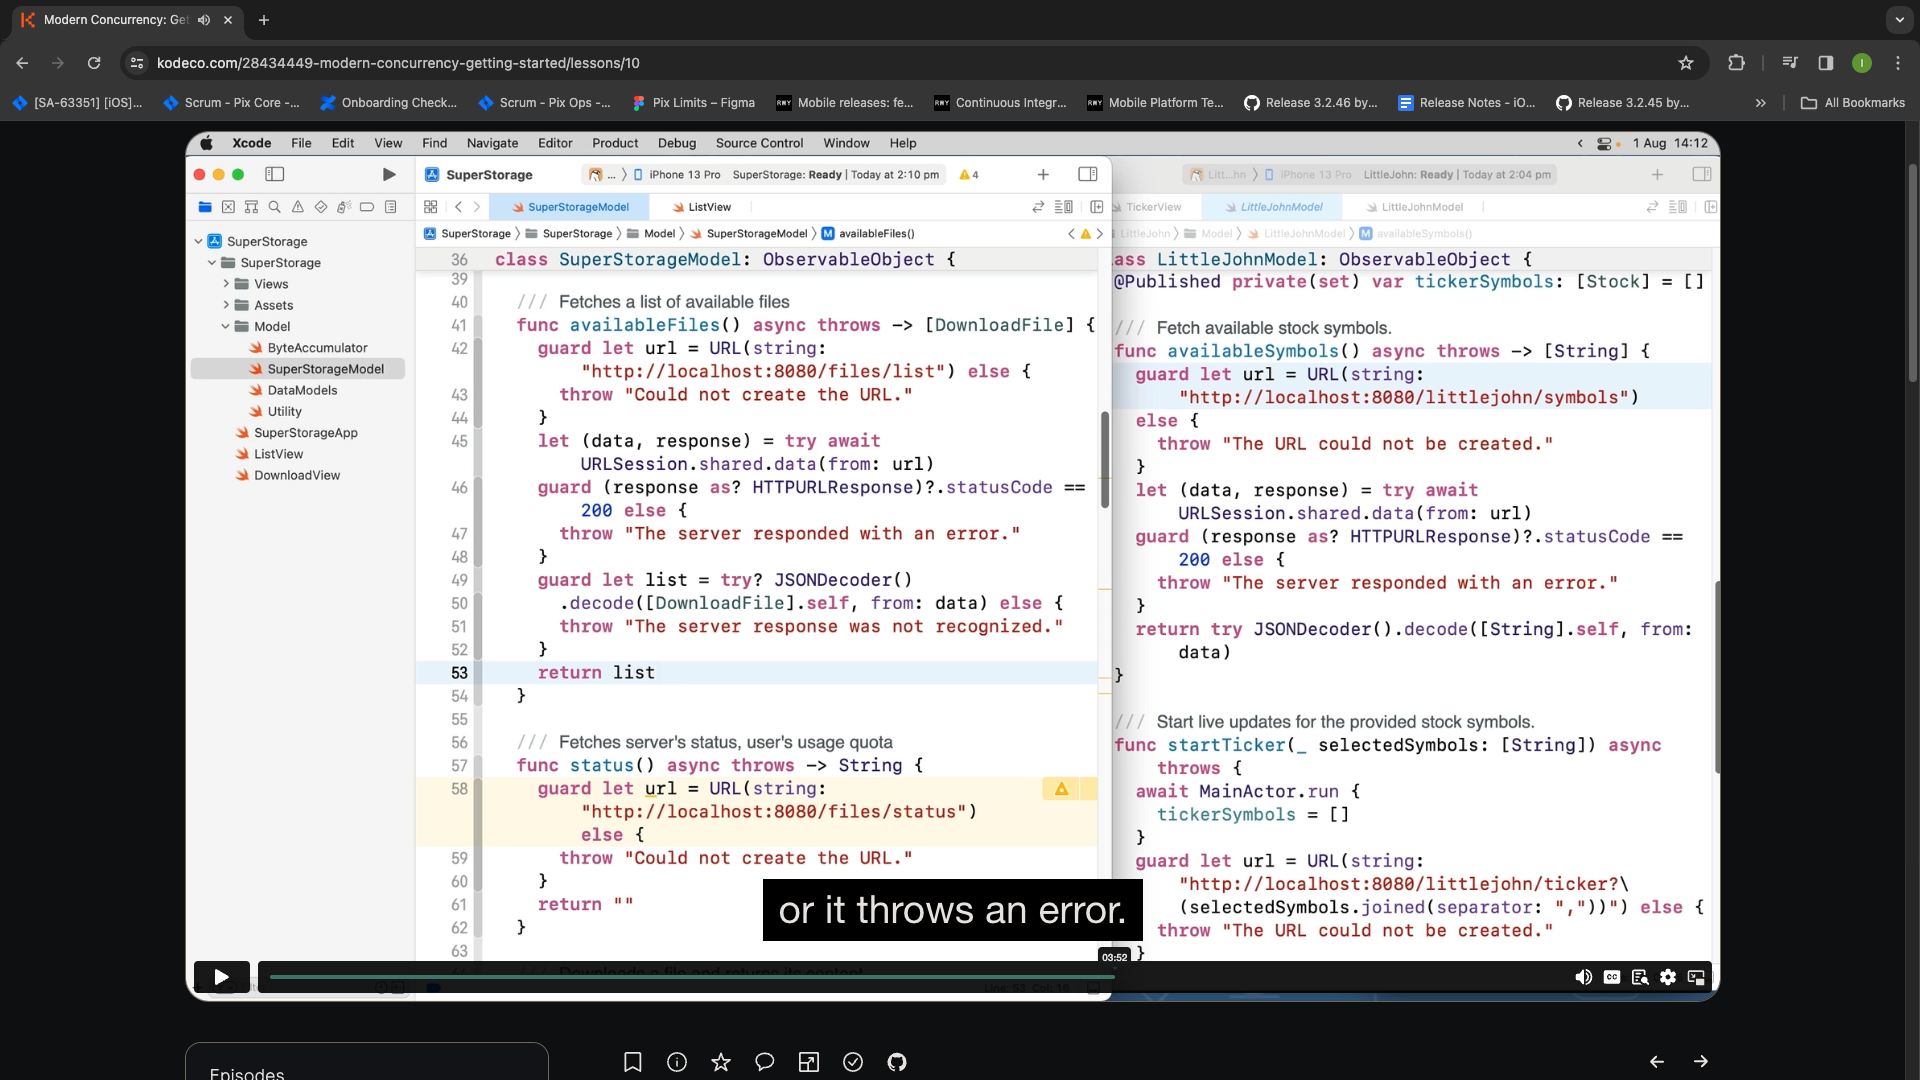 Modern Concurrency: Get
kodeco.com/28434449-modern-concurrency-getting-started/lessons/10
I
[SA-63351] [iOS]...
Scrum - Pix Core -...
Onboarding Check...
Scrum - Pix Ops -...
Pix Limits – Figma
RWY Mobile releases: fe...
RWY Continuous Integr...
RWY Mobile Platform Te...
Release 3.2.46 by...
Release Notes - iO...
Release 3.2.45 by...
All Bookmarks
Xcode File Edit View Find Navigate Editor Product Debug Source Control Window Help
1 Aug 14:12
SuperStorage
... iPhone 13 Pro SuperStorage: Ready | Today at 2:10 pm
4
Litt...hn iPhone 13 Pro LittleJohn: Ready | Today at 2:04 pm
SuperStorageModel
ListView
TickerView
LittleJohnModel
LittleJohnModel
SuperStorage SuperStorage Model SuperStorageModel M availableFiles()
LittleJohn Model LittleJohnModel M availableSymbols()
SuperStorage
SuperStorage
Views
Assets
Model
ByteAccumulator
SuperStorageModel
DataModels
Utility
SuperStorageApp
ListView
DownloadView
36 class SuperStorageModel: ObservableObject {
39
40 /// Fetches a list of available files
41 func availableFiles() async throws -> [DownloadFile] {
42 guard let url = URL(string:
"http://localhost:8080/files/list") else {
43 throw "Could not create the URL."
44 }
45 let (data, response) = try await
URLSession.shared.data(from: url)
46 guard (response as? HTTPURLResponse)?.statusCode ==
200 else {
47 throw "The server responded with an error."
48 }
49 guard let list = try? JSONDecoder()
50 .decode([DownloadFile].self, from: data) else {
51 throw "The server response was not recognized."
52 }
53 return list
54 }
55
56 /// Fetches server's status, user's usage quota
57 func status() async throws -> String {
58 guard let url = URL(string:
"http://localhost:8080/files/status")
else {
59 throw "Could not create the URL."
60 }
61 return ""
62 }
63
/// Downloads a file and returns its content
Line: 53 Col: 16
ass LittleJohnModel: ObservableObject {
@Published private(set) var tickerSymbols: [Stock] = []
/// Fetch available stock symbols.
func availableSymbols() async throws -> [String] {
guard let url = URL(string:
"http://localhost:8080/littlejohn/symbols")
else {
throw "The URL could not be created."
}
let (data, response) = try await
URLSession.shared.data(from: url)
guard (response as? HTTPURLResponse)?.statusCode ==
200 else {
throw "The server responded with an error."
}
return try JSONDecoder().decode([String].self, from:
data)
}
/// Start live updates for the provided stock symbols.
func startTicker(_ selectedSymbols: [String]) async
throws {
await MainActor.run {
tickerSymbols = []
}
guard let url = URL(string:
"http://localhost:8080/littlejohn/ticker?\
(selectedSymbols.joined(separator: ","))") else {
throw "The URL could not be created."
}
or it throws an error.
03:52
CC
Episodes